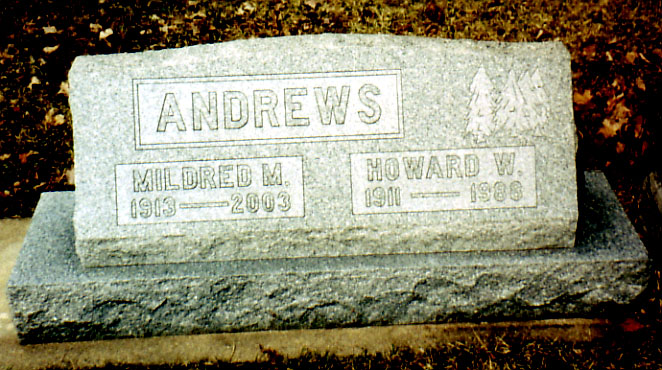 ANDREWS
MILDRED M.
1913 — 2003
HOWARD W.
1911 — 1988